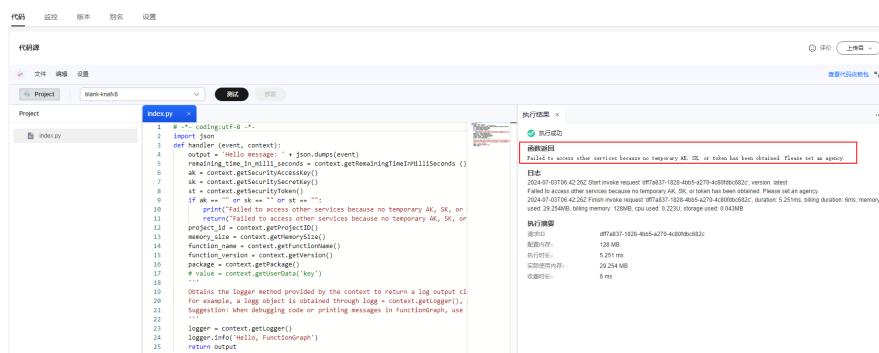 代码 监控 版本 别名 设置
代码源
评价 上传自
文件 编辑 设置
查看代码依赖包
Project blank-knafr8 测试 部署
Project
index.py
index.py ×
1 # -*- coding:utf-8 -*-
2 import json
3 def handler (event, context):
4 output = 'Hello message: ' + json.dumps(event)
5 remaining_time_in_milli_seconds = context.getRemainingTimeInMilliSeconds ()
6 ak = context.getSecurityAccessKey()
7 sk = context.getSecuritySecretKey()
8 st = context.getSecurityToken()
9 if ak == "" or sk == "" or st == "":
10 print("Failed to access other services because no temporary AK, SK, or
11 return("Failed to access other services because no temporary AK, SK, or
12 project_id = context.getProjectID()
13 memory_size = context.getMemorySize()
14 function_name = context.getFunctionName()
15 function_version = context.getVersion()
16 package = context.getPackage()
17 # value = context.getUserData('key')
18 '''
19 Obtains the logger method provided by the context to return a log output cl
20 For example, a logg object is obtained through logg = context.getLogger(),
21 Suggestion: When debugging code or printing messages in FunctionGraph, use
22 '''
23 logger = context.getLogger()
24 logger.info('Hello, FunctionGraph')
25 return output
执行结果 ×
执行成功
函数返回
Failed to access other services because no temporary AK, SK, or token has been obtained. Please set an agency.
日志
2024-07-03T06:42:26Z Start invoke request 'dff7a837-1828-4bb5-a270-4c80fdbc682c', version: latest
Failed to access other services because no temporary AK, SK, or token has been obtained. Please set an agency.
2024-07-03T06:42:26Z Finish invoke request 'dff7a837-1828-4bb5-a270-4c80fdbc682c', duration: 5.251ms, billing duration: 6ms, memory
used: 29.254MB, billing memory: 128MB, cpu used: 0.223U, storage used: 0.043MB
执行摘要
请求ID dff7a837-1828-4bb5-a270-4c80fdbc682c
配置内存: 128 MB
执行时长: 5.251 ms
实际使用内存: 29.254 MB
收费时长: 6 ms